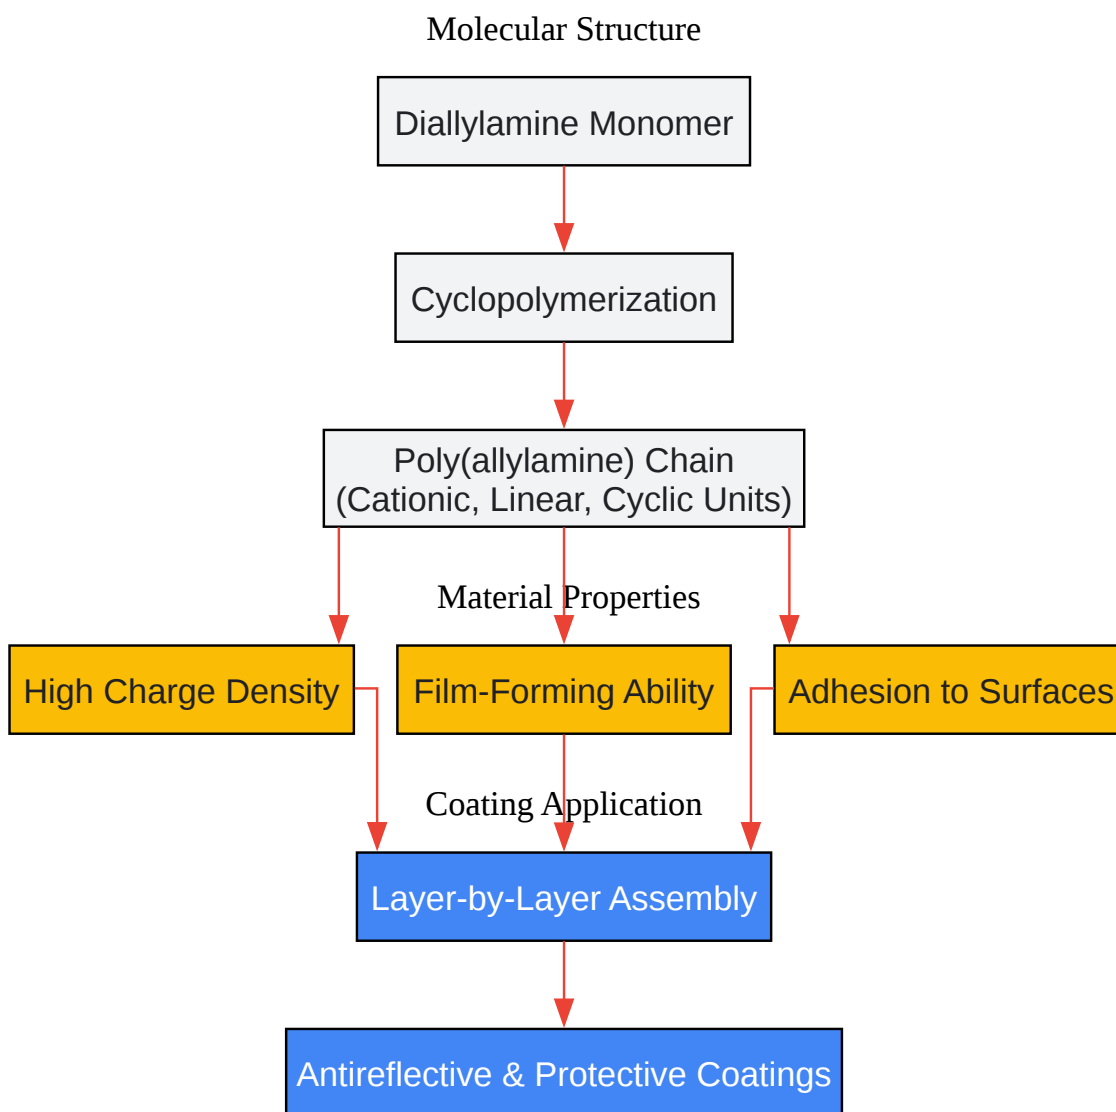 Molecular Structure
Diallylamine Monomer
Cyclopolymerization
Poly(allylamine) Chain
(Cationic, Linear, Cyclic Units)
Material Properties
High Charge Density
Film-Forming Ability
Adhesion to Surfaces
Coating Application
Layer-by-Layer Assembly
Antireflective & Protective Coatings